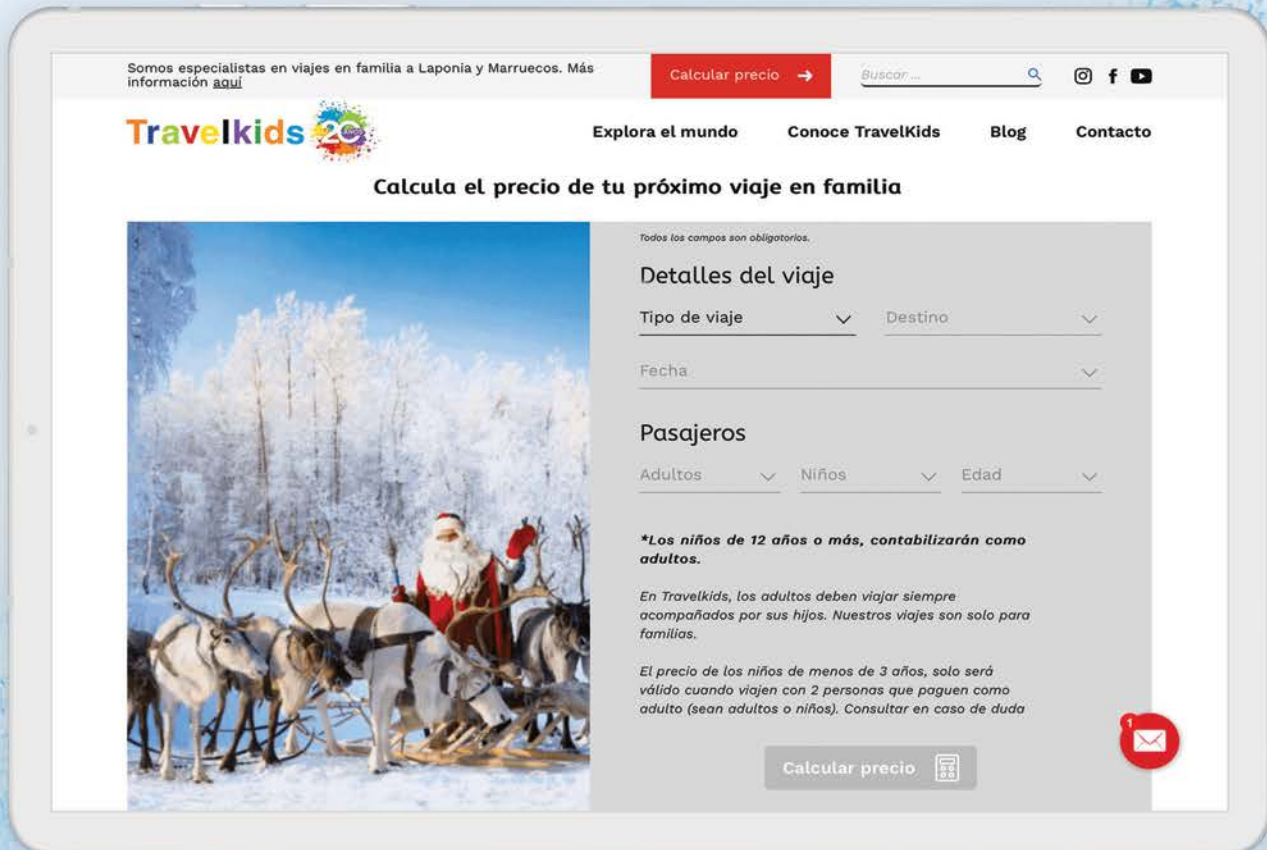 Somos especialistas en viajes en familia a Laponia y Marruecos. Más
información aquí
Calcular precio
Buscar ...
Travelkids 20
Explora el mundo
Conoce TravelKids
Blog
Contacto
Calcula el precio de tu próximo viaje en familia
Todos los campos son obligatorios.
Detalles del viaje
Tipo de viaje
Destino
Fecha
Pasajeros
Adultos
Niños
Edad
*Los niños de 12 años o más, contabilizarán como
adultos.
En Travelkids, los adultos deben viajar siempre
acompañados por sus hijos. Nuestros viajes son solo para
familias.
El precio de los niños de menos de 3 años, solo será
válido cuando viajen con 2 personas que paguen como
adulto (sean adultos o niños). Consultar en caso de duda
1
Calcular precio